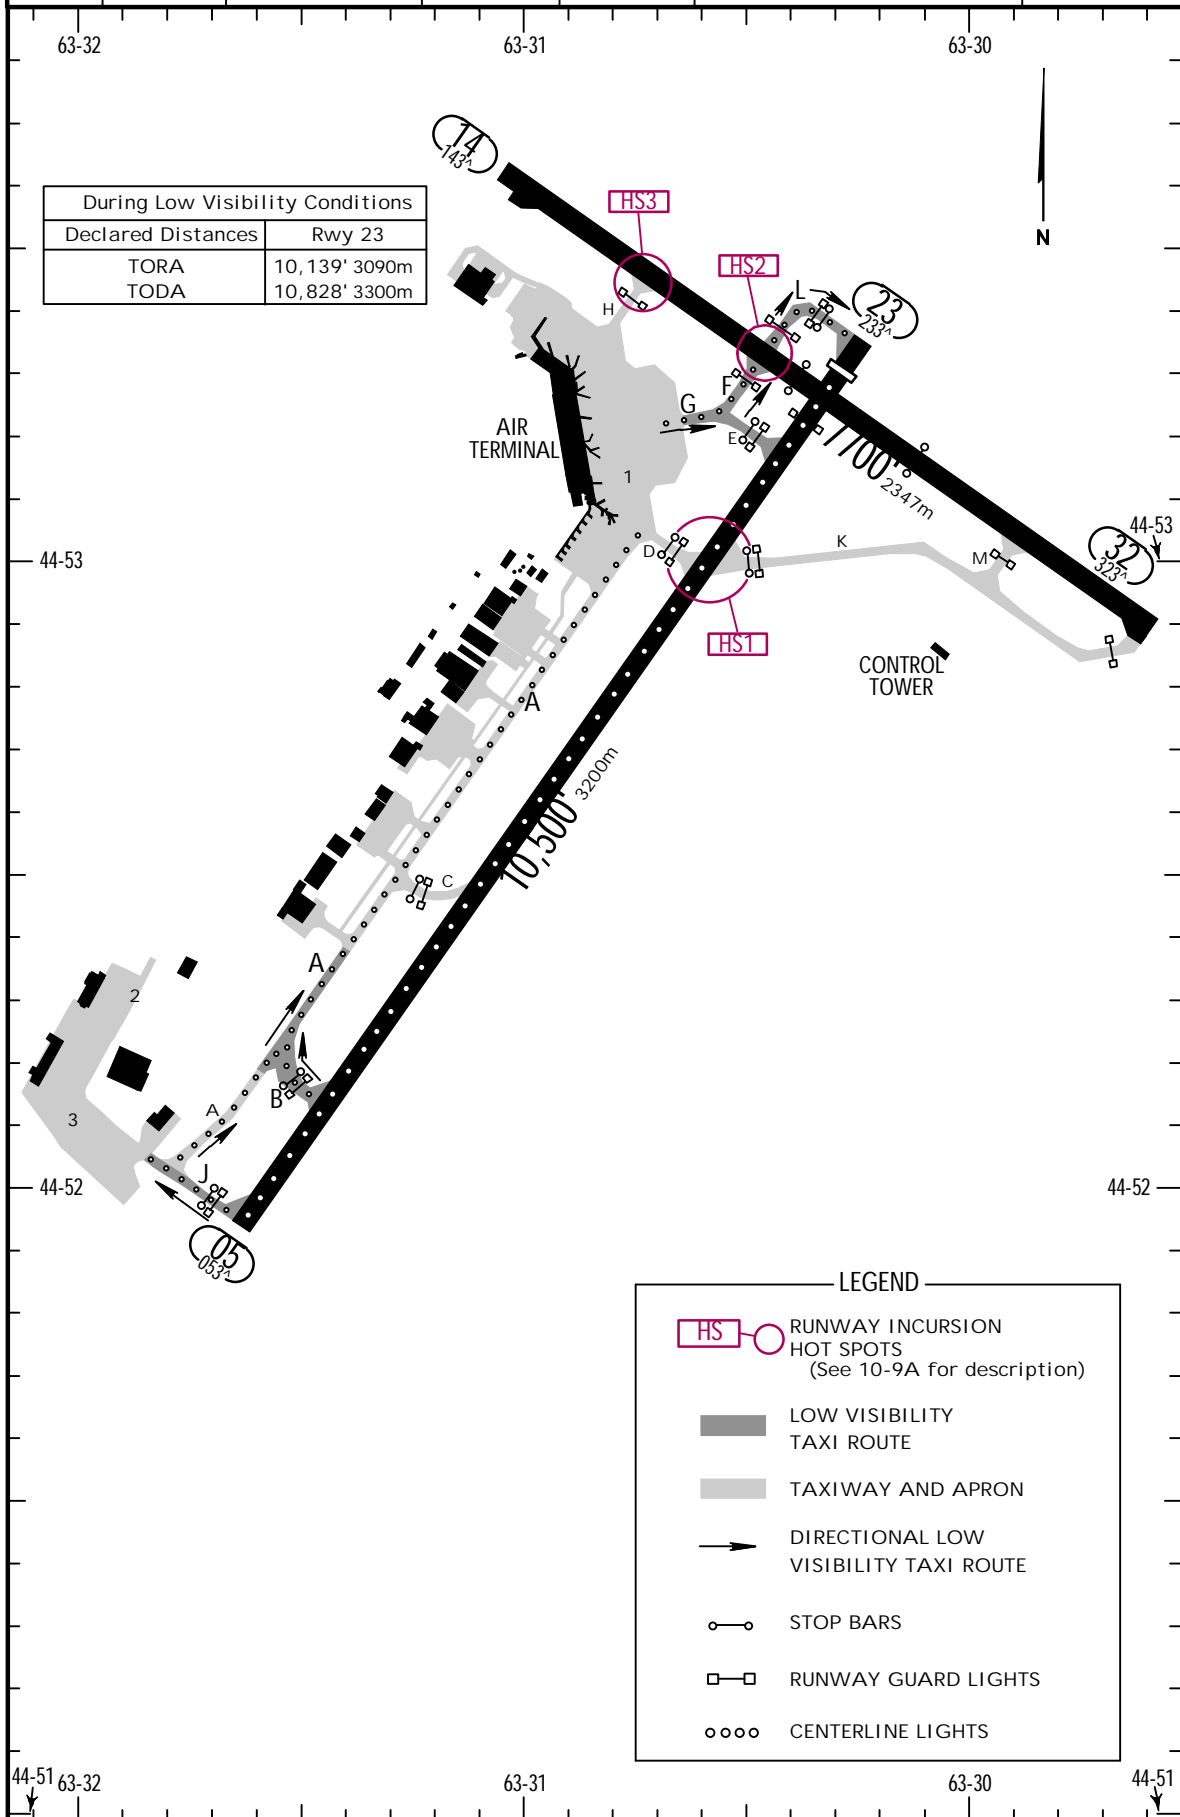 63-32
63-31
63-30
14
143^
During Low Visibility Conditions
Declared Distances
Rwy 23
TORA
10,139' 3090m
TODA
10,828' 3300m
HS3
HS2
N
H
L
23
233^
F
G
E
AIR
TERMINAL
1
7700'
2347m
44-53
44-53
D
K
M
32
323^
HS1
CONTROL
TOWER
A
10,500'
3200m
C
A
2
B
A
3
J
44-52
44-52
05
053^
LEGEND
HS
RUNWAY INCURSION
HOT SPOTS
(See 10-9A for description)
LOW VISIBILITY
TAXI ROUTE
TAXIWAY AND APRON
DIRECTIONAL LOW
VISIBILITY TAXI ROUTE
STOP BARS
RUNWAY GUARD LIGHTS
CENTERLINE LIGHTS
44-51
63-32
63-31
63-30
44-51